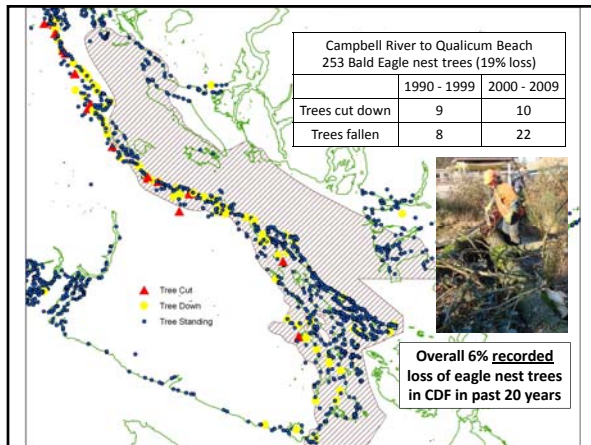 Campbell River to Qualicum Beach
253 Bald Eagle nest trees (19% loss)
1990 - 1999 2000 - 2009
Trees cut down 9 10
Trees fallen 8 22
Tree Cut
Tree Down
Tree Standing
Overall 6% recorded
loss of eagle nest trees
in CDF in past 20 years